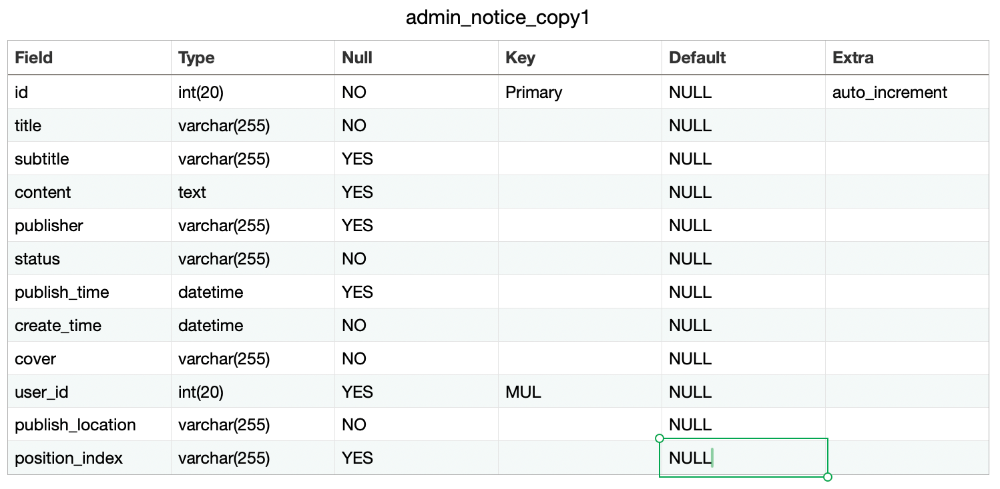 admin_notice_copy1
Field Type Null Key Default Extra
id int(20) NO Primary NULL auto_increment
title varchar(255) NO NULL
subtitle varchar(255) YES NULL
content text YES NULL
publisher varchar(255) YES NULL
status varchar(255) NO NULL
publish_time datetime YES NULL
create_time datetime NO NULL
cover varchar(255) NO NULL
user_id int(20) YES MUL NULL
publish_location varchar(255) NO NULL
position_index varchar(255) YES NULL